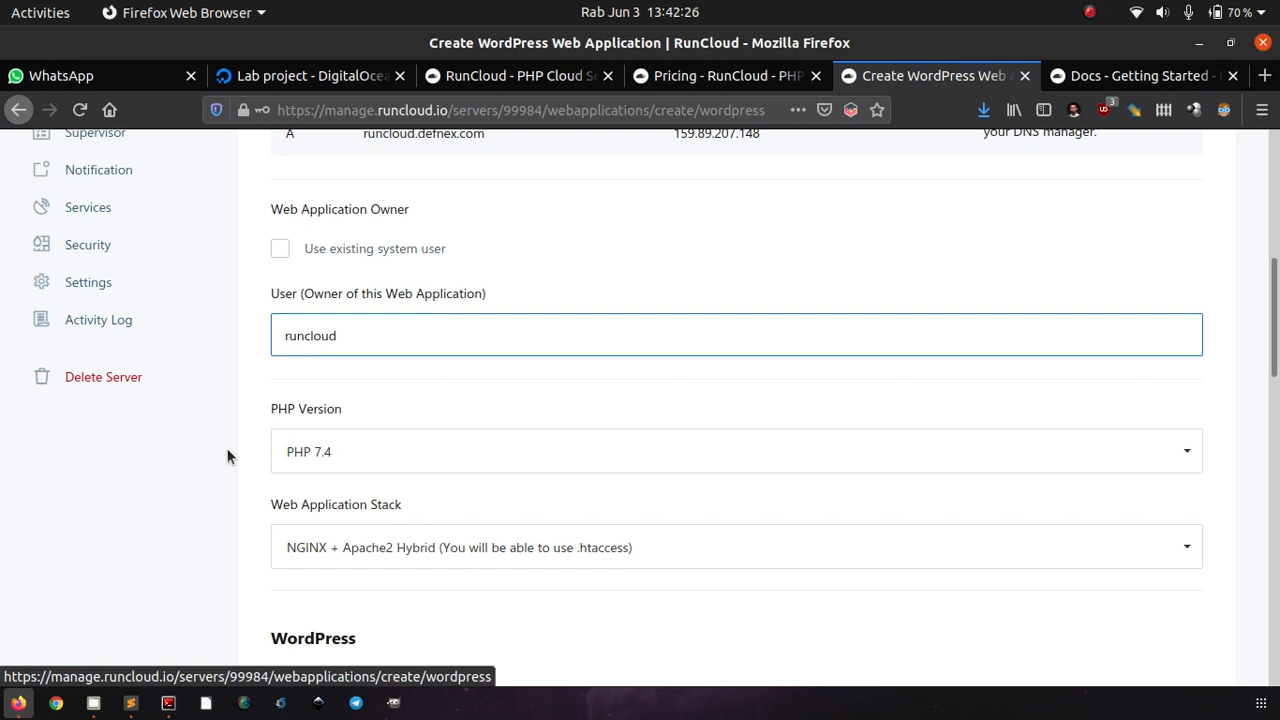 Activities
Firefox Web Browser
Rab Jun 3 13:42:26
70 %
Create WordPress Web Application | RunCloud - Mozilla Firefox
WhatsApp
Lab project - DigitalOcea
RunCloud - PHP Cloud Se
Pricing - RunCloud - PHP
Create WordPress Web A
Docs - Getting Started -
https://manage.runcloud.io/servers/99984/webapplications/create/wordpress
3
Supervisor
A
runcloud.defnex.com
159.89.207.148
your DNS manager.
Notification
Services
Security
Settings
Activity Log
Delete Server
Web Application Owner
Use existing system user
User (Owner of this Web Application)
runcloud
PHP Version
PHP 7.4
Web Application Stack
NGINX + Apache2 Hybrid (You will be able to use .htaccess)
WordPress
https://manage.runcloud.io/servers/99984/webapplications/create/wordpress